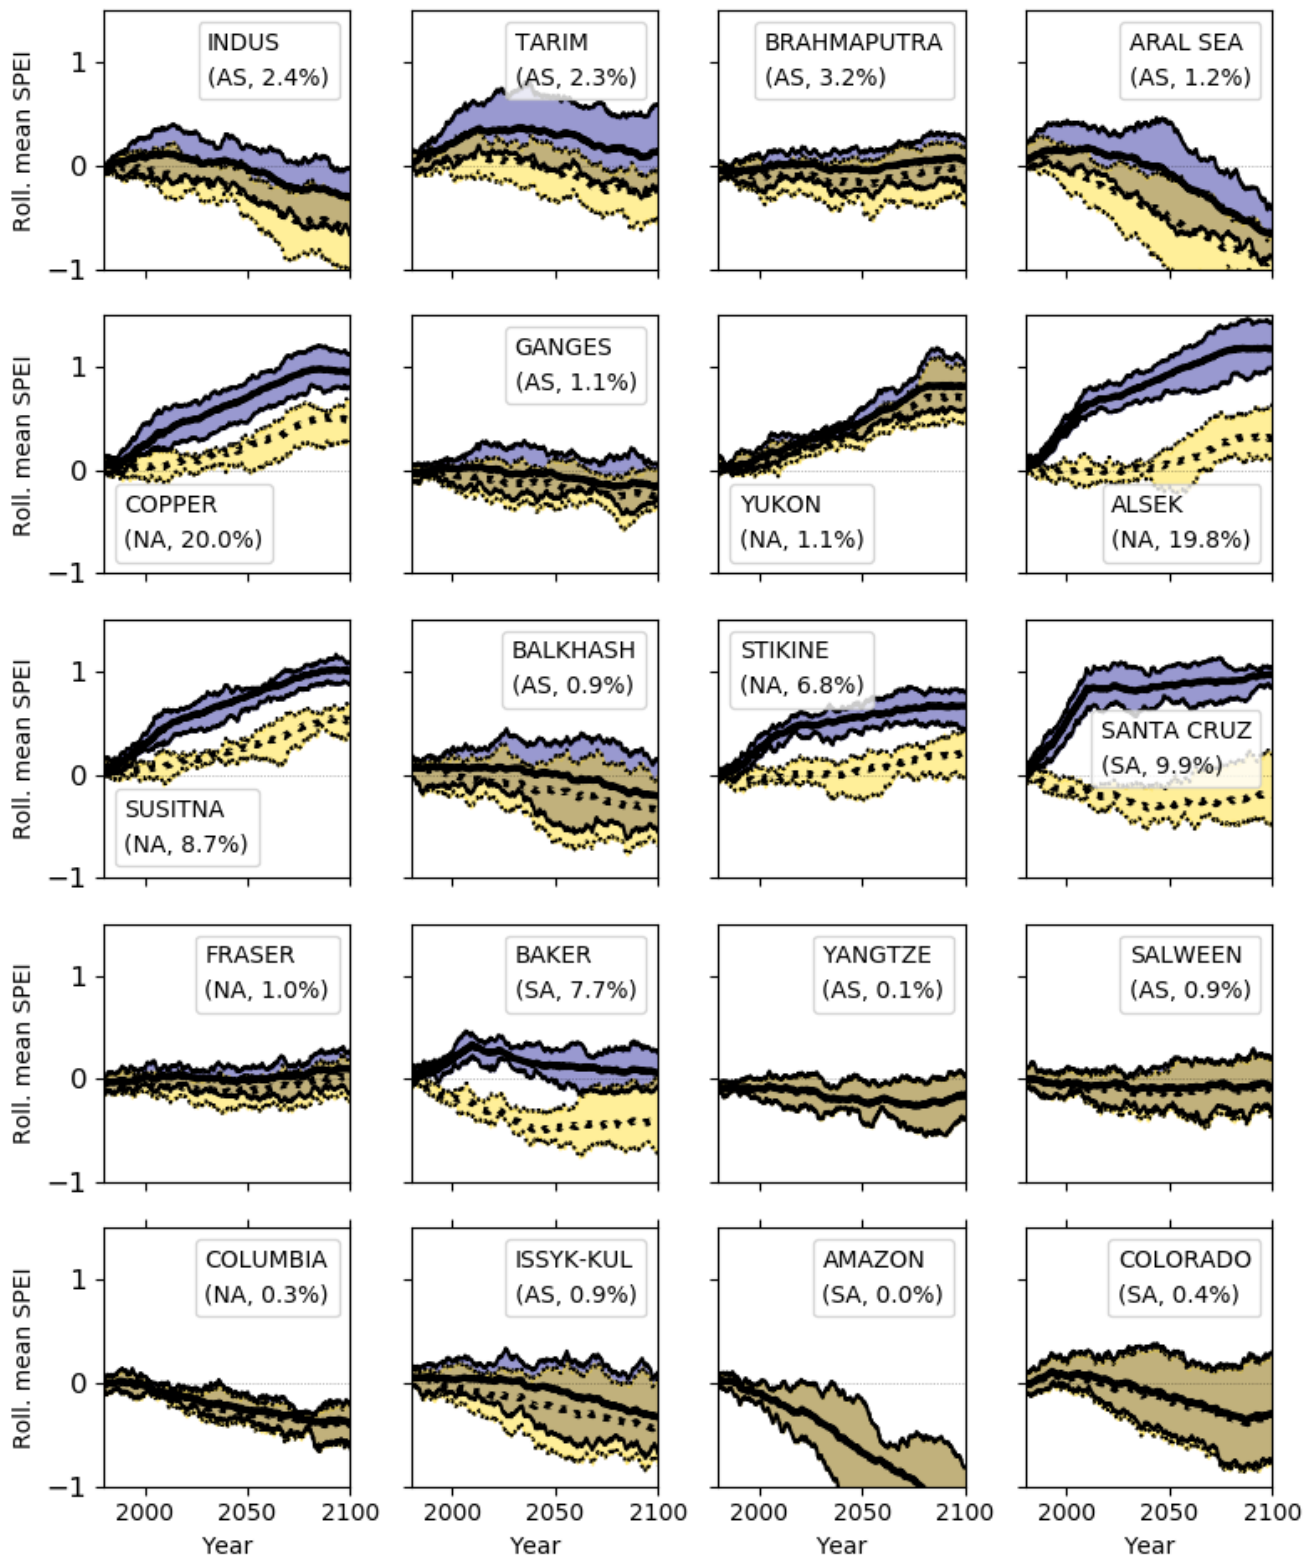 Roll. mean SPEI
1
0
−1
INDUS
(AS, 2.4%)
TARIM
(AS, 2.3%)
BRAHMAPUTRA
(AS, 3.2%)
ARAL SEA
(AS, 1.2%)
Roll. mean SPEI
1
0
−1
COPPER
(NA, 20.0%)
GANGES
(AS, 1.1%)
YUKON
(NA, 1.1%)
ALSEK
(NA, 19.8%)
Roll. mean SPEI
1
0
−1
SUSITNA
(NA, 8.7%)
BALKHASH
(AS, 0.9%)
STIKINE
(NA, 6.8%)
SANTA CRUZ
(SA, 9.9%)
Roll. mean SPEI
1
0
−1
FRASER
(NA, 1.0%)
BAKER
(SA, 7.7%)
YANGTZE
(AS, 0.1%)
SALWEEN
(AS, 0.9%)
Roll. mean SPEI
1
0
−1
COLUMBIA
(NA, 0.3%)
ISSYK-KUL
(AS, 0.9%)
AMAZON
(SA, 0.0%)
COLORADO
(SA, 0.4%)
2000 2050 2100
2000 2050 2100
2000 2050 2100
2000 2050 2100
Year
Year
Year
Year